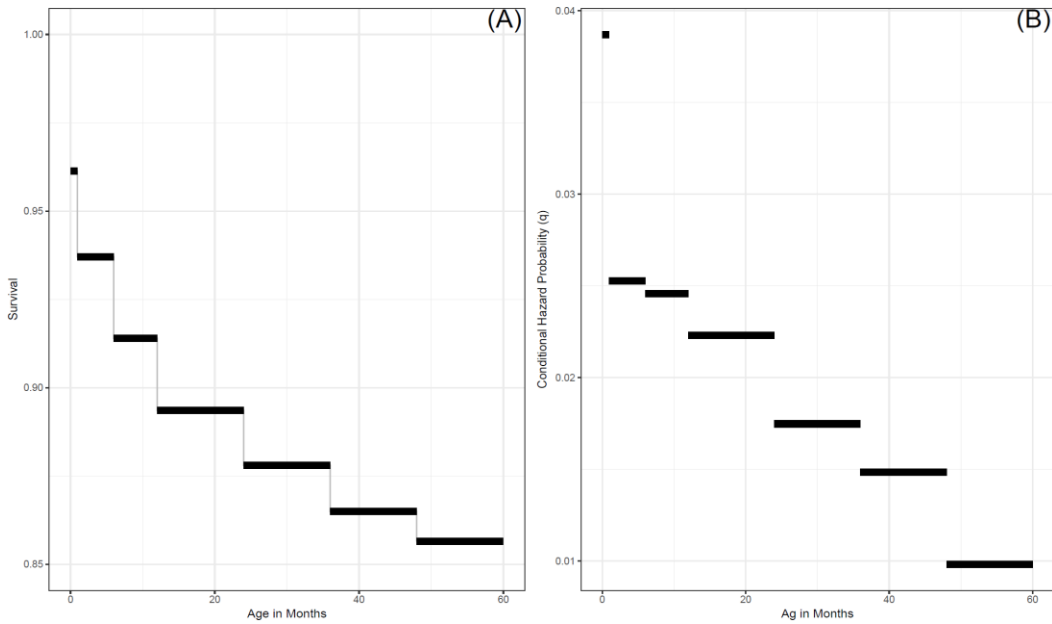 (A)
1.00
0.95
0.90
0.85
Survival
0
20
40
60
Age in Months
(B)
0.04
0.03
0.02
0.01
Conditional Hazard Probability (q)
0
20
40
60
Ag in Months